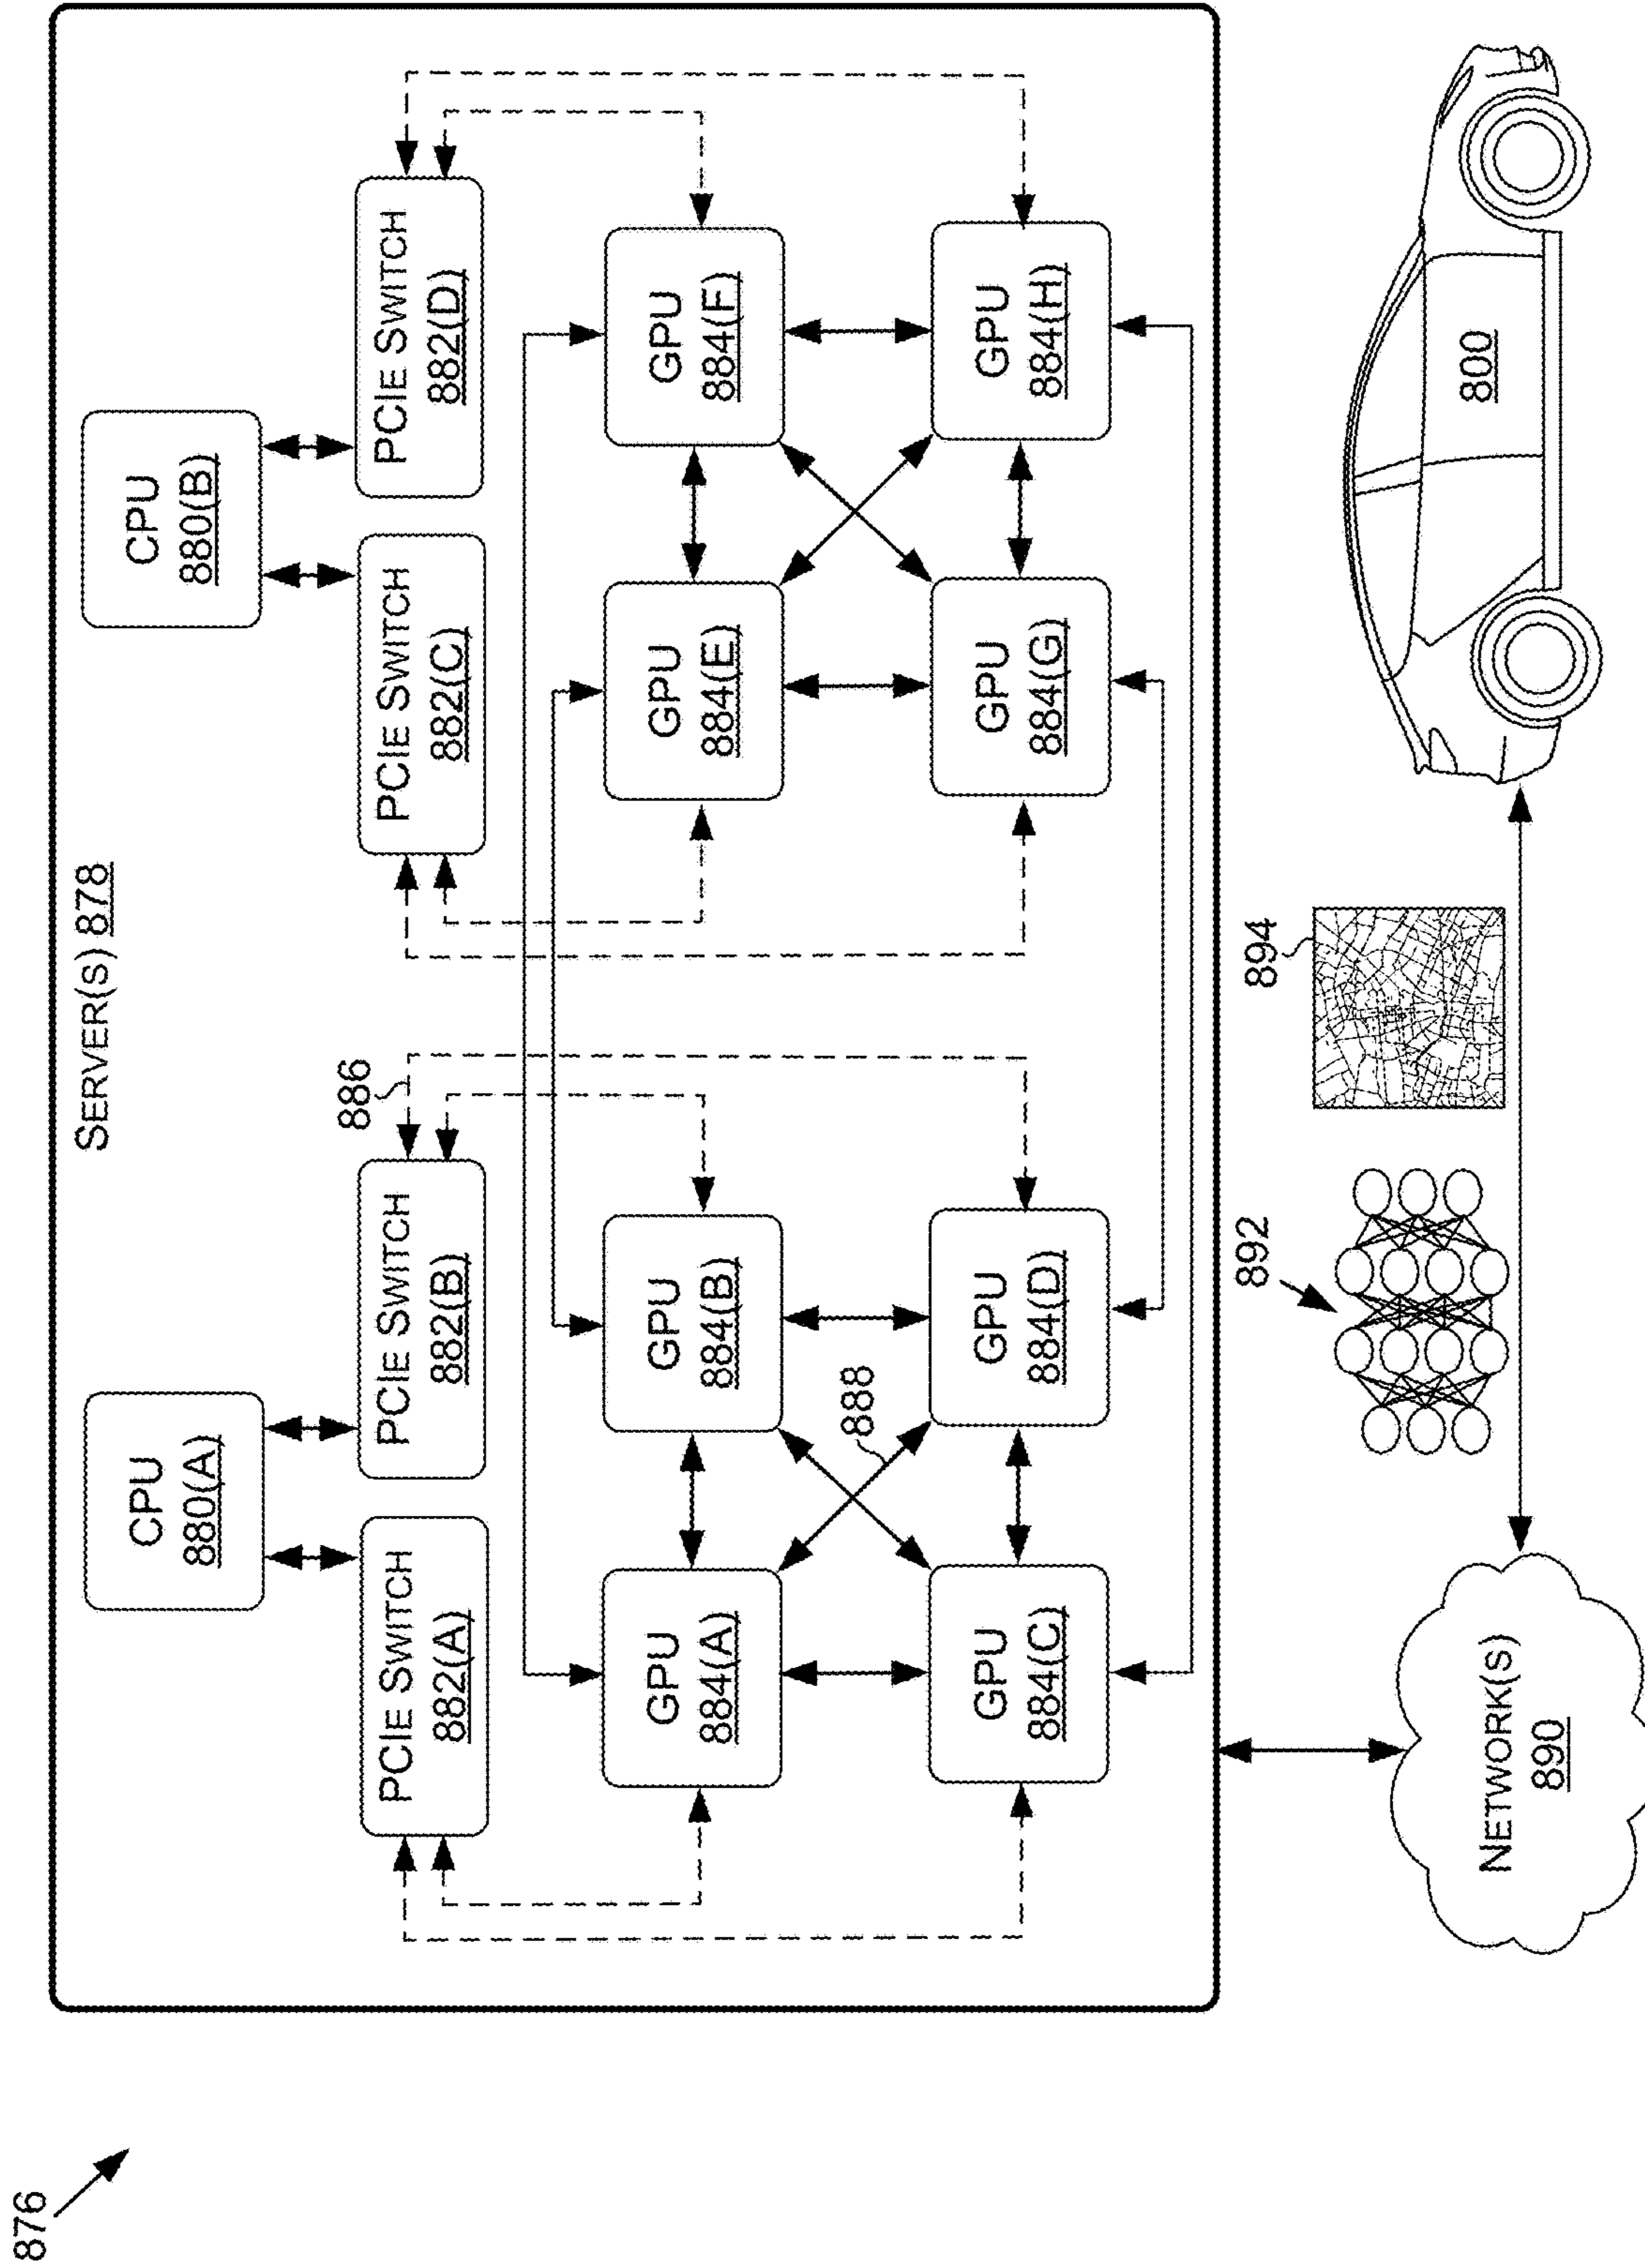 876
SERVER(S) 878
CPU
880(A)
CPU
880(B)
PCIE SWITCH
882(A)
PCIE SWITCH
882(B)
886
PCIE SWITCH
882(C)
PCIE SWITCH
882(D)
GPU
884(A)
GPU
884(B)
GPU
884(E)
GPU
884(F)
888
GPU
884(C)
GPU
884(D)
GPU
884(G)
GPU
884(H)
NETWORK(S)
890
892
894
800